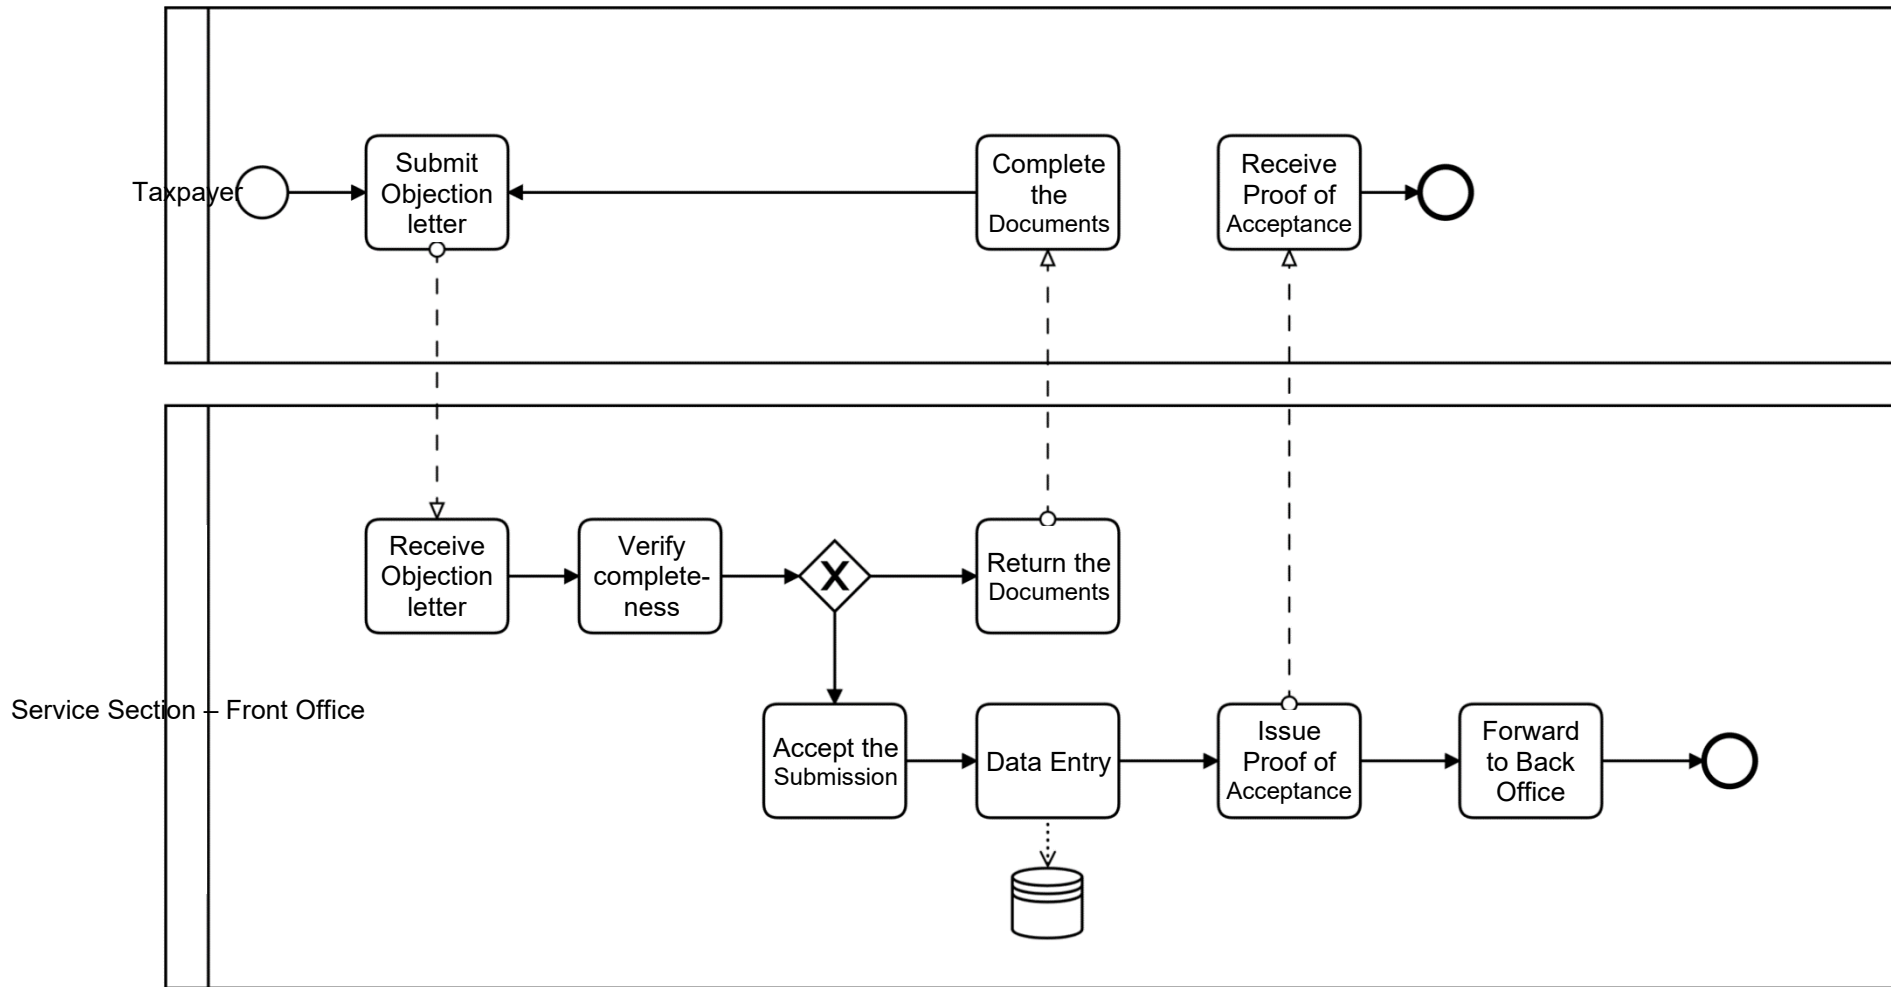 Submit
Objection
letter
Complete
the
Documents
Receive
Proof of
Acceptance
Taxpayer
Receive
Objection
letter
Verify
complete-
ness
X
Return the
Documents
Service Section – Front Office
Accept the
Submission
Data Entry
Issue
Proof of
Acceptance
Forward
to Back
Office